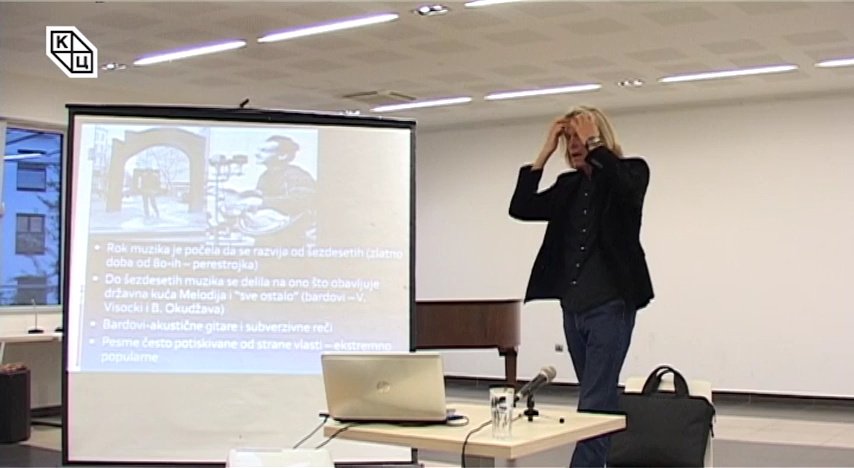 КЦ
Rok muzika je počela da se razvija od šezdesetih (zlatno
doba od 80-ih – perestrojka)
Do šezdesetih muzika se delila na ono što obavljuje
državna kuća Melodija i "sve ostalo" (bardovi – V.
Visocki i B. Okudžava)
Bardovi-akustične gitare i subverzivne reči
Pesme često potiskivane od strane vlasti – ekstremno
popularne
hp